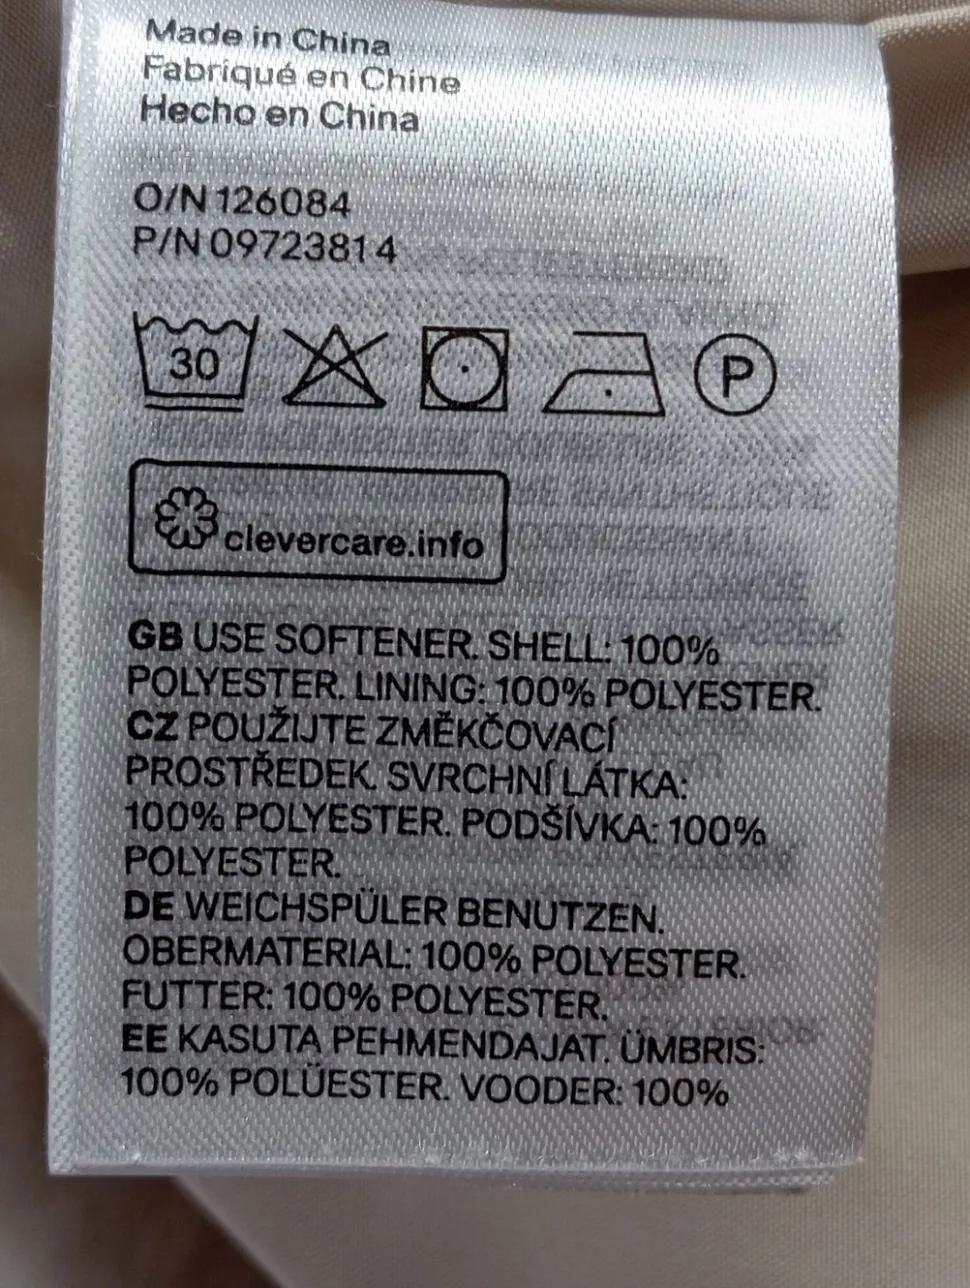 Made in China
Fabriqué en Chine
Hecho en China
O/N 126084
P/N 09723814
30
P
clevercare.info
GB USE SOFTENER. SHELL: 100%
POLYESTER. LINING: 100% POLYESTER.
CZ POUŽIJTE ZMĚKČOVACÍ
PROSTŘEDEK. SVRCHNÍ LÁTKA:
100% POLYESTER. PODŠÍVKA: 100%
POLYESTER.
DE WEICHSPÜLER BENUTZEN.
OBERMATERIAL: 100% POLYESTER.
FUTTER: 100% POLYESTER.
EE KASUTA PEHMENDAJAT. ÜMBRIS:
100% POLÜESTER. VOODER: 100%